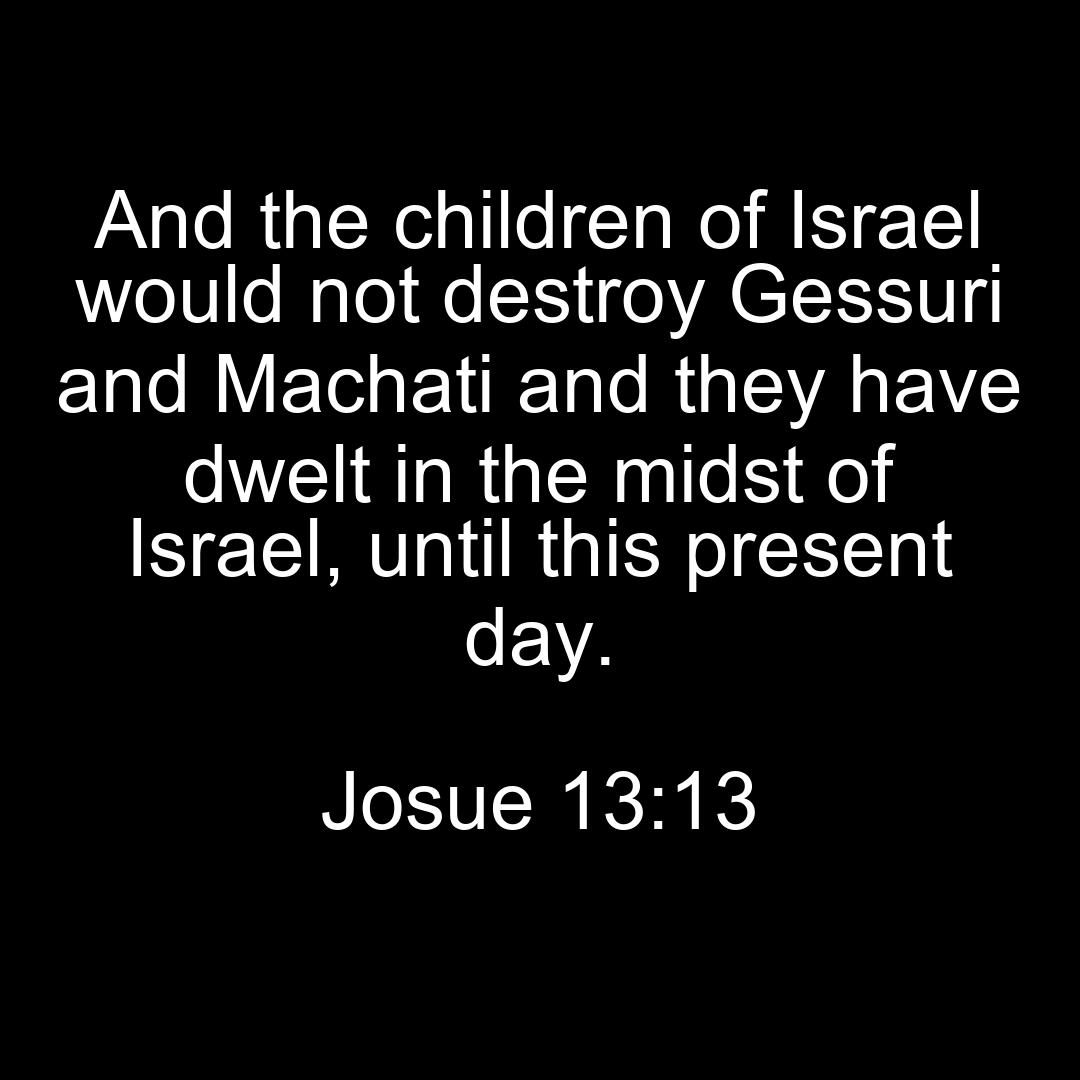 And the children of Israel
would not destroy Gessuri
and Machati and they have
dwelt in the midst of
Israel, until this present
day.
Josue 13:13